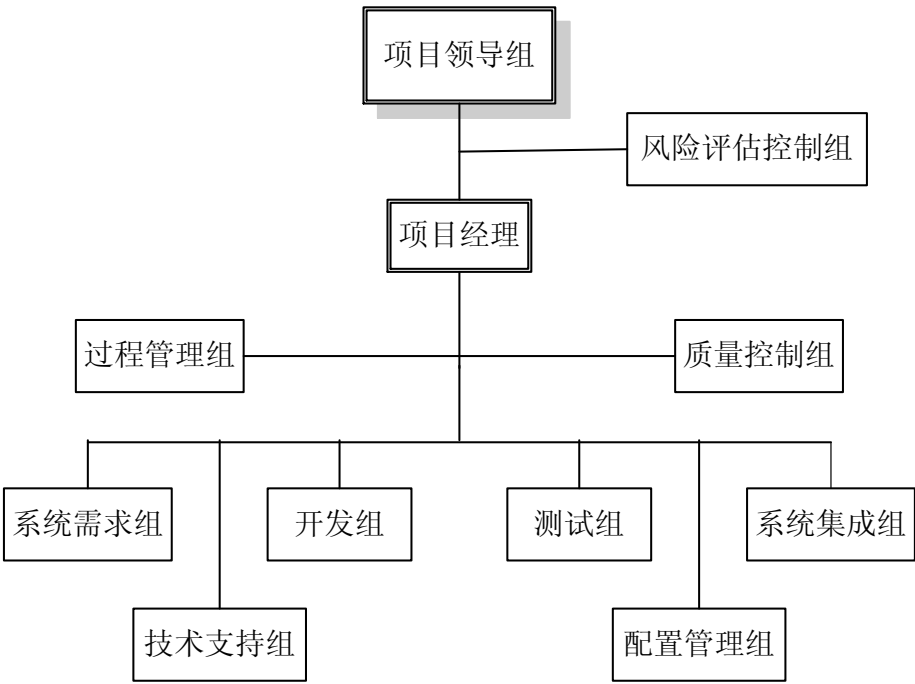 项目领导组
风险评估控制组
项目经理
过程管理组
质量控制组
系统需求组
开发组
测试组
系统集成组
技术支持组
配置管理组